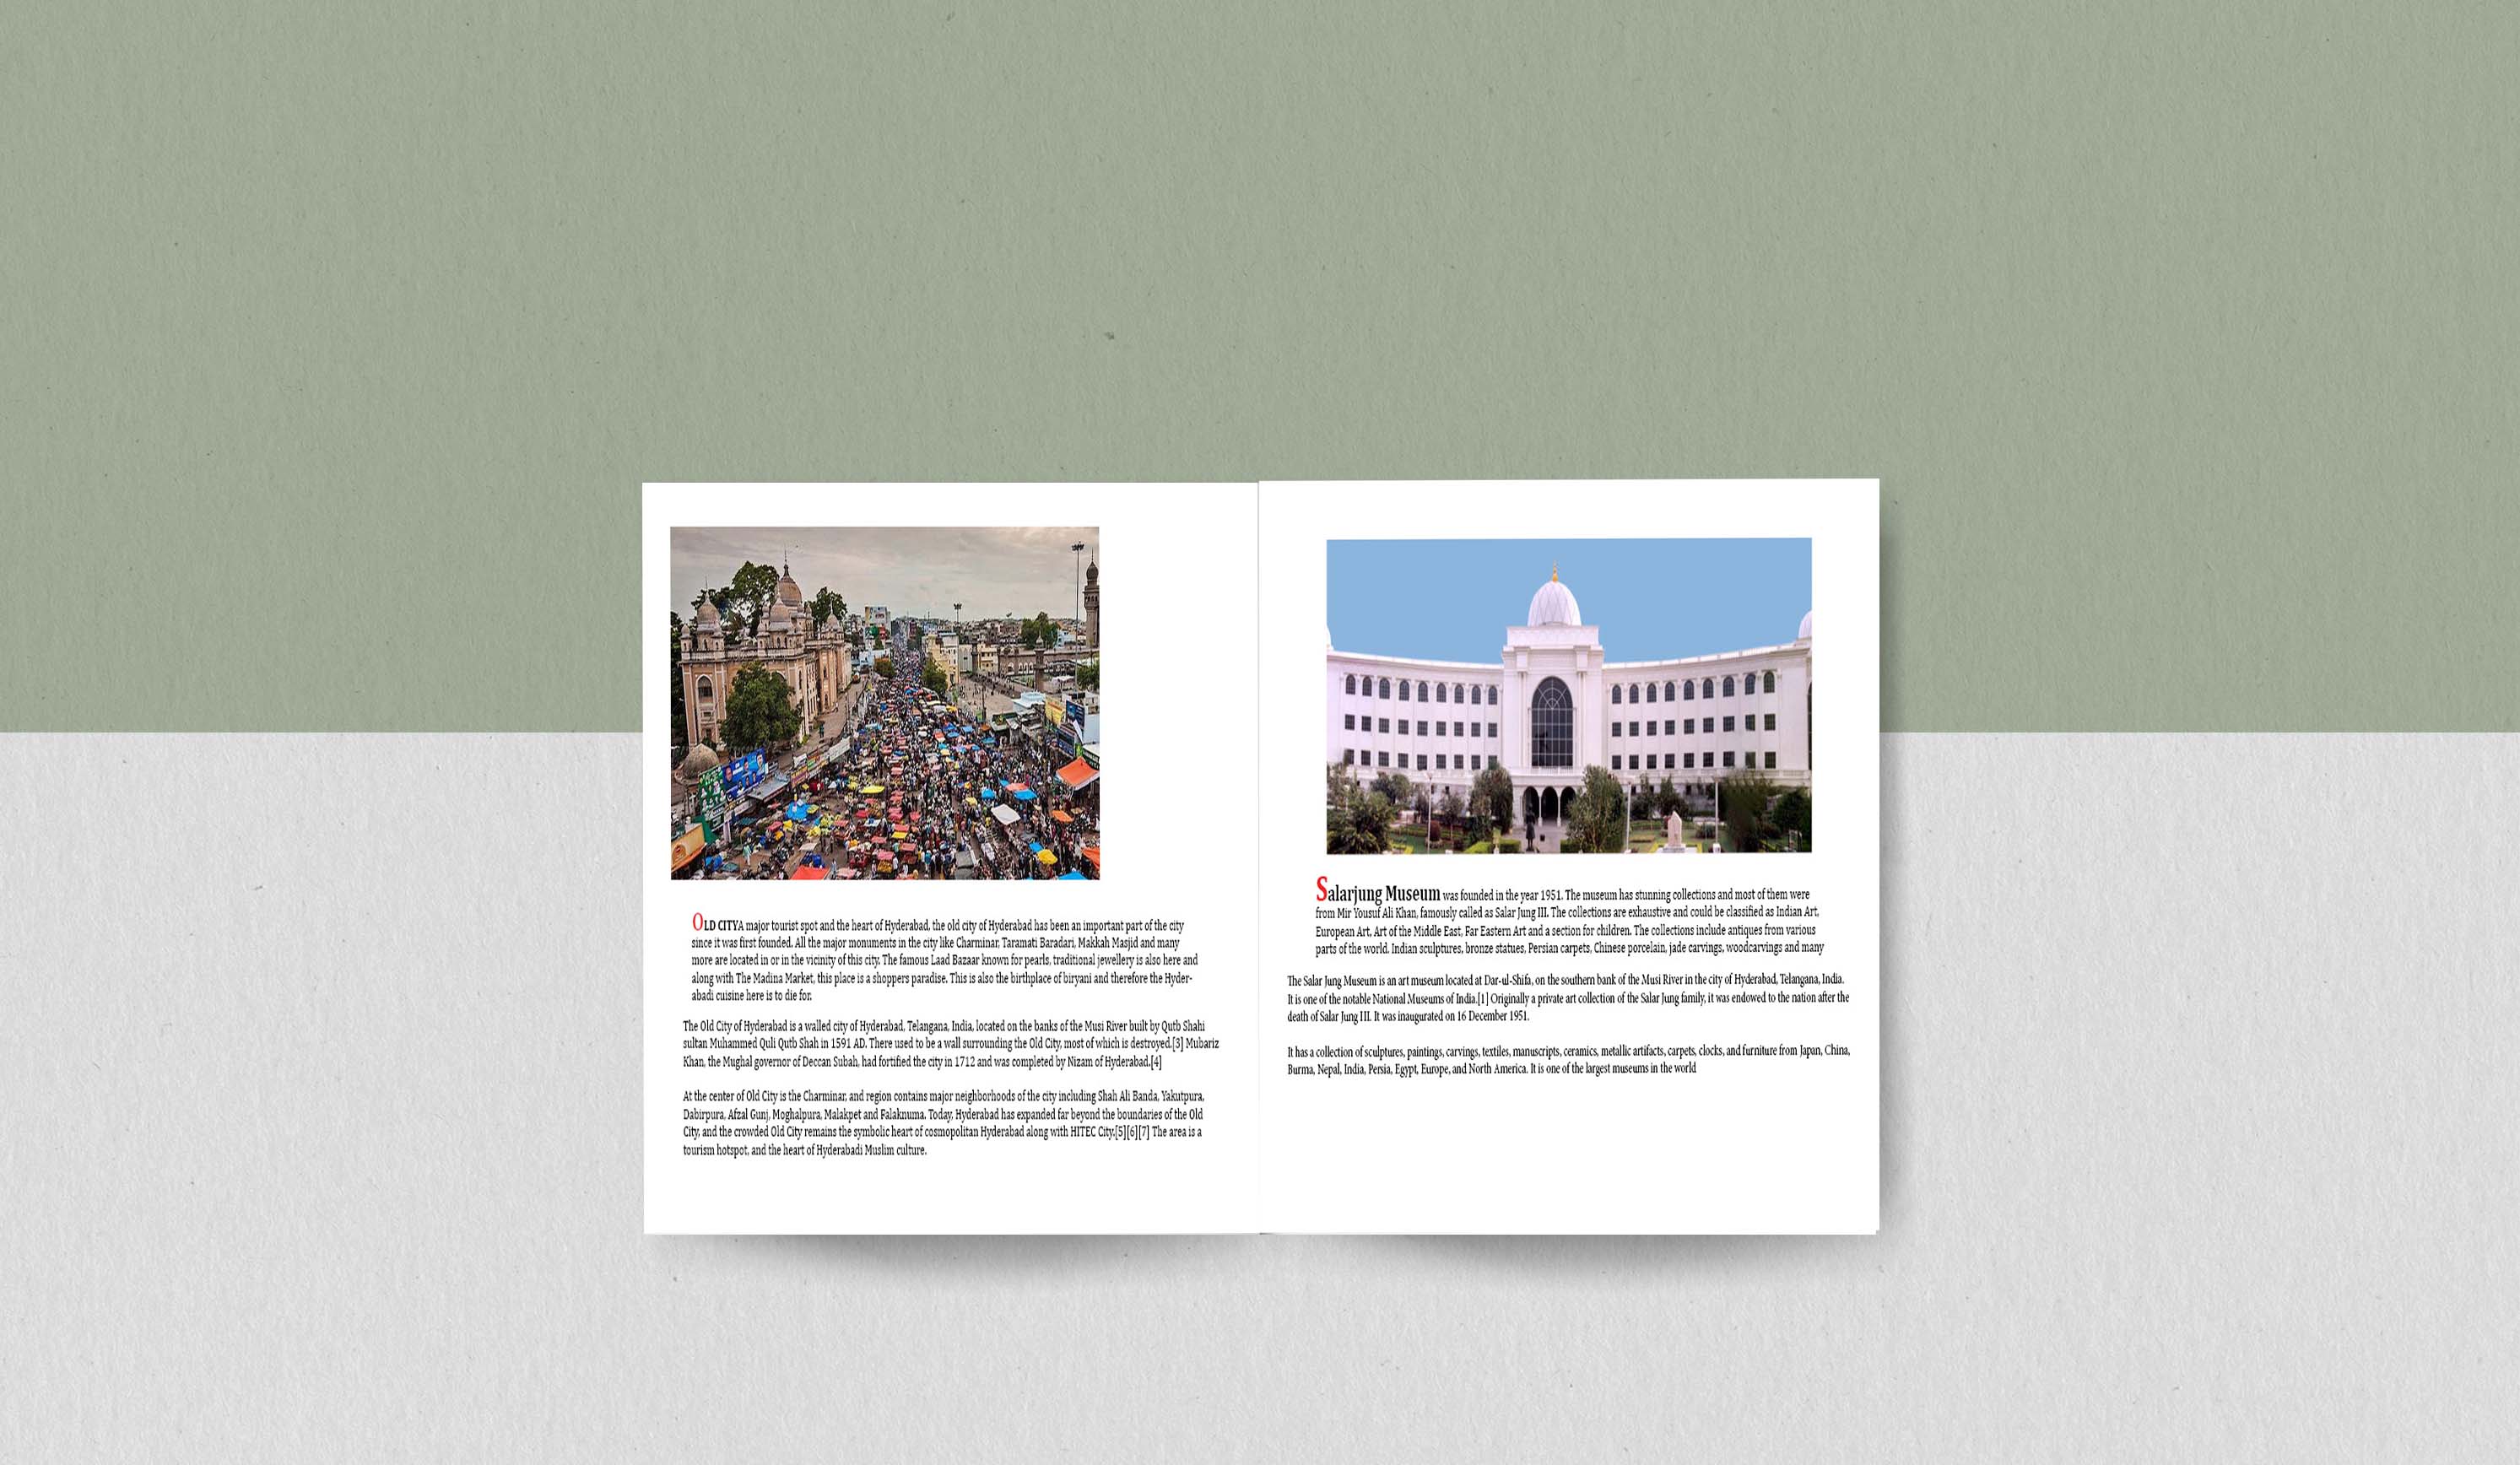 OLD CITYA major tourist spot and the heart of Hyderabad, the old city of Hyderabad has been an important part of the city
since it was first founded. All the major monuments in the city like Charminar, Taramati Baradari, Makkah Masjid and many
more are located in or in the vicinity of this city. The famous Laad Bazaar known for pearls, traditional jewellery is also here and
along with The Madina Market, this place is a shoppers paradise. This is also the birthplace of biryani and therefore the Hyder-
abadi cuisine here is to die for.
The Old City of Hyderabad is a walled city of Hyderabad, Telangana, India, located on the banks of the Musi River built by Qutb Shahi
sultan Muhammed Quli Qutb Shah in 1591 AD. There used to be a wall surrounding the Old City, most of which is destroyed.[3] Mubariz
Khan, the Mughal governor of Deccan Subah, had fortified the city in 1712 and was completed by Nizam of Hyderabad.[4]
At the center of Old City is the Charminar, and region contains major neighborhoods of the city including Shah Ali Banda, Yakutpura,
Dabirpura, Afzal Gunj, Moghalpura, Malakpet and Falaknuma. Today, Hyderabad has expanded far beyond the boundaries of the Old
City, and the crowded Old City remains the symbolic heart of cosmopolitan Hyderabad along with HITEC City.[5][6][7] The area is a
tourism hotspot, and the heart of Hyderabadi Muslim culture.
Salarjung Museum was founded in the year 1951. The museum has stunning collections and most of them were
from Mir Yousuf Ali Khan, famously called as Salar Jung III. The collections are exhaustive and could be classified as Indian Art,
European Art, Art of the Middle East, Far Eastern Art and a section for children. The collections include antiques from various
parts of the world. Indian sculptures, bronze statues, Persian carpets, Chinese porcelain, jade carvings, woodcarvings and many
The Salar Jung Museum is an art museum located at Dar-ul-Shifa, on the southern bank of the Musi River in the city of Hyderabad, Telangana, India.
It is one of the notable National Museums of India.[1] Originally a private art collection of the Salar Jung family, it was endowed to the nation after the
death of Salar Jung III. It was inaugurated on 16 December 1951.
It has a collection of sculptures, paintings, carvings, textiles, manuscripts, ceramics, metallic artifacts, carpets, clocks, and furniture from Japan, China,
Burma, Nepal, India, Persia, Egypt, Europe, and North America. It is one of the largest museums in the world